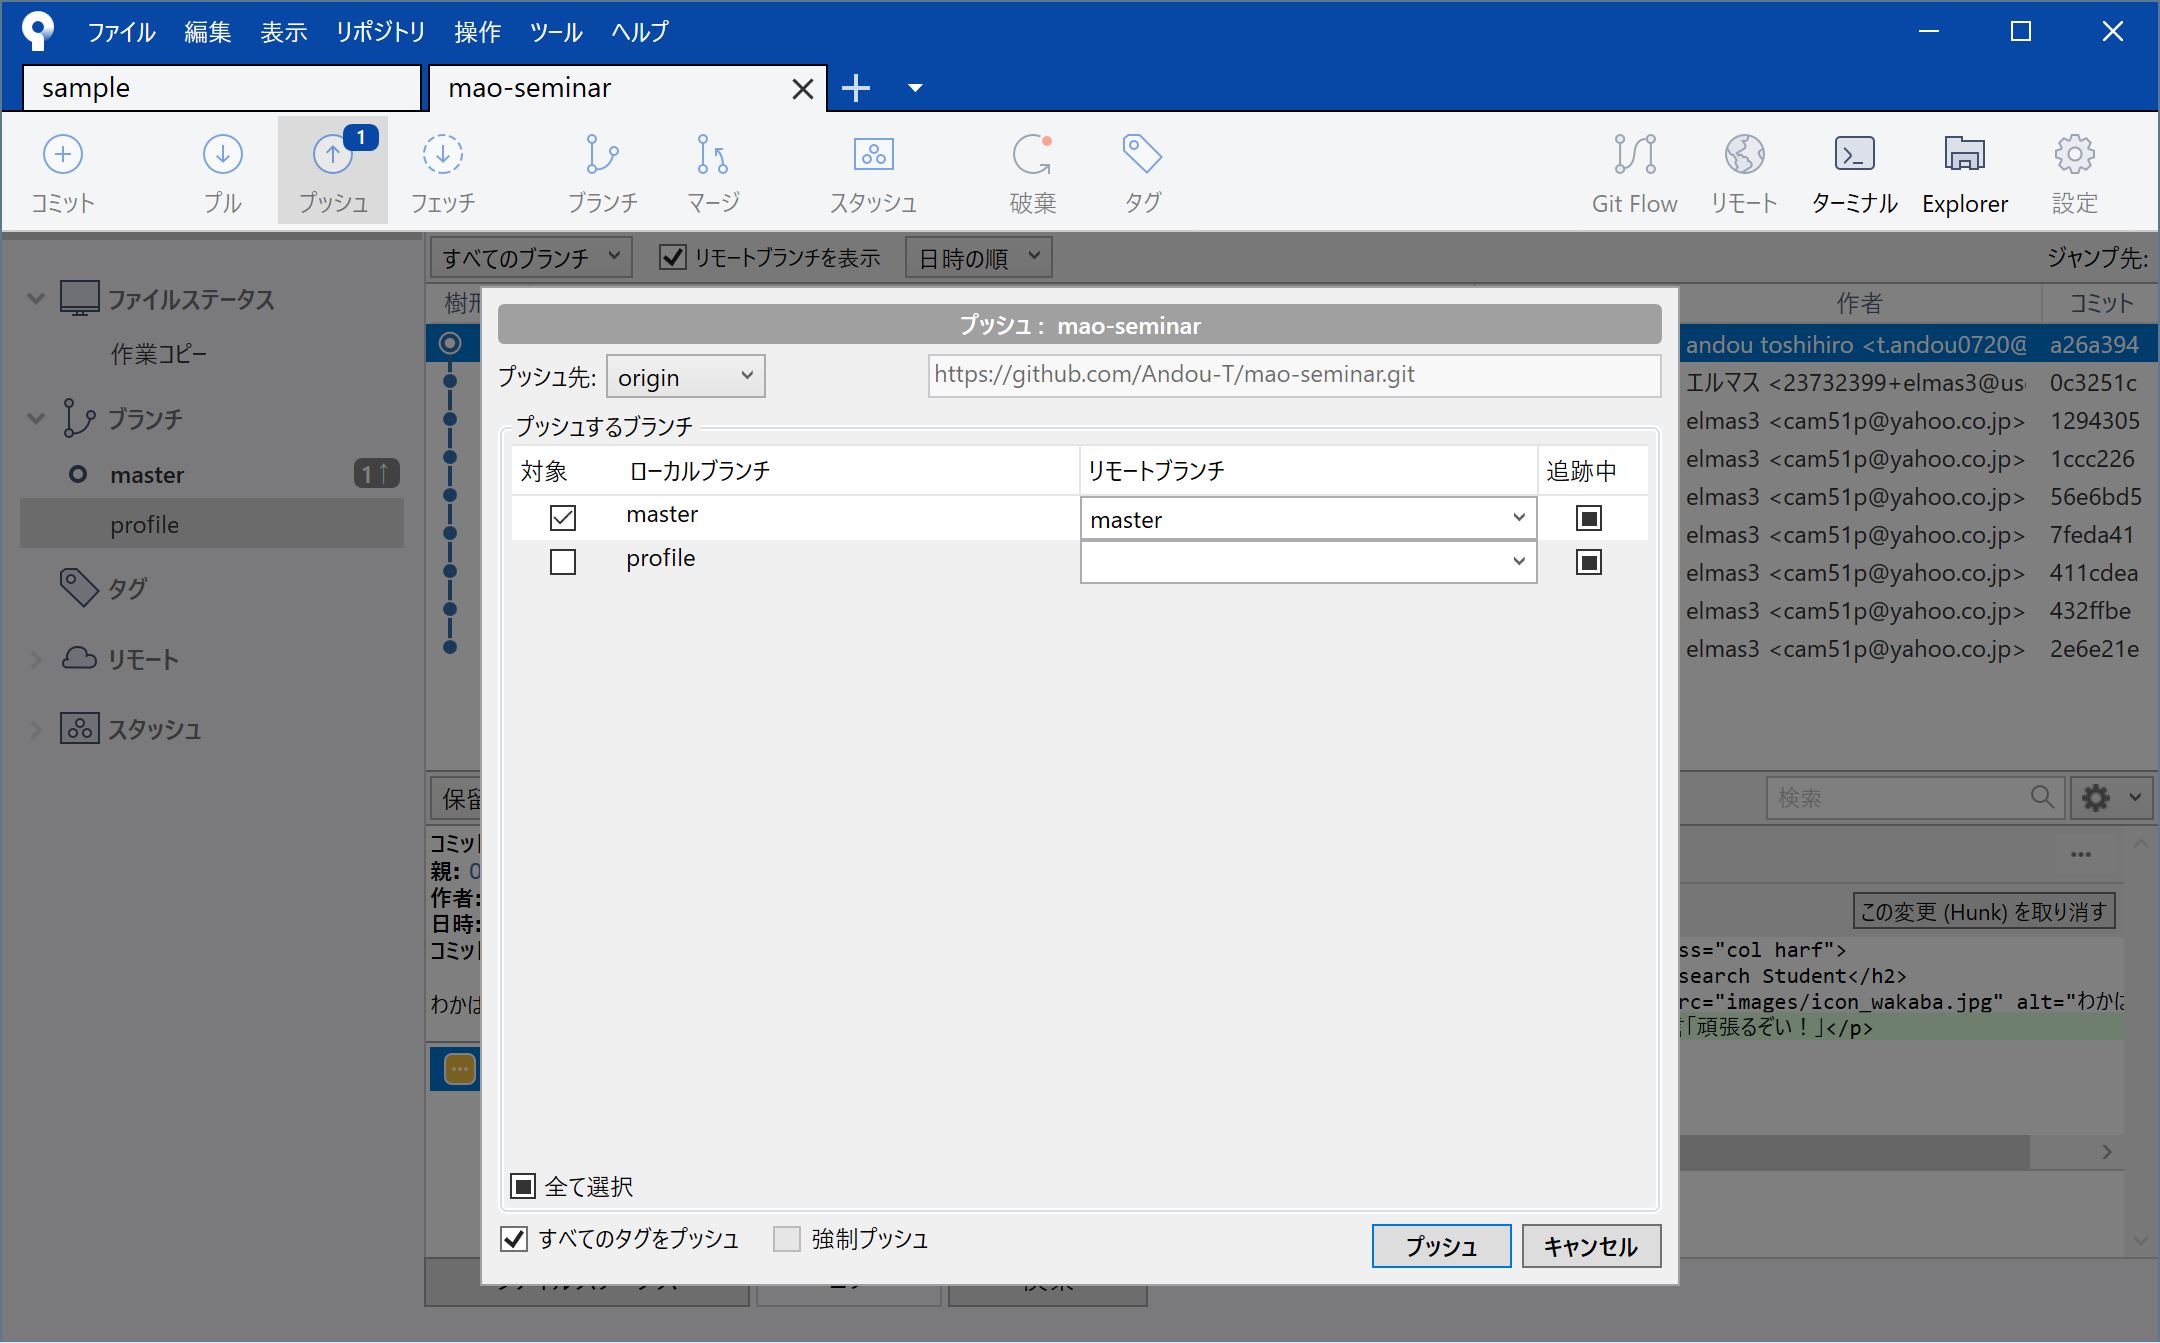 ファイル 編集 表示 リポジトリ 操作 ツール ヘルプ
sample mao-seminar
1
コミット プル プッシュ フェッチ ブランチ マージ スタッシュ 破棄 タグ Git Flow リモート ターミナル Explorer 設定
すべてのブランチ リモートブランチを表示 日時の順 ジャンプ先:
ファイルステータス
作業コピー
ブランチ
master 1↑
profile
タグ
リモート
スタッシュ
作者 コミット
andou toshihiro <t.andou0720@ a26a394
エルマス <23732399+elmas3@us 0c3251c
elmas3 <cam51p@yahoo.co.jp> 1294305
elmas3 <cam51p@yahoo.co.jp> 1ccc226
elmas3 <cam51p@yahoo.co.jp> 56e6bd5
elmas3 <cam51p@yahoo.co.jp> 7feda41
elmas3 <cam51p@yahoo.co.jp> 411cdea
elmas3 <cam51p@yahoo.co.jp> 432ffbe
elmas3 <cam51p@yahoo.co.jp> 2e6e21e
プッシュ : mao-seminar
プッシュ先: origin https://github.com/Andou-T/mao-seminar.git
プッシュするブランチ
対象 ローカルブランチ リモートブランチ 追跡中
master master
profile
全て選択
すべてのタグをプッシュ 強制プッシュ プッシュ キャンセル
保留
検索
コミッ
親: 0
作者:
日時:
コミッ
わかば
この変更 (Hunk) を取り消す
ss="col harf">
search Student</h2>
rc="images/icon_wakaba.jpg" alt="わかば
「頑張るぞい！」</p>